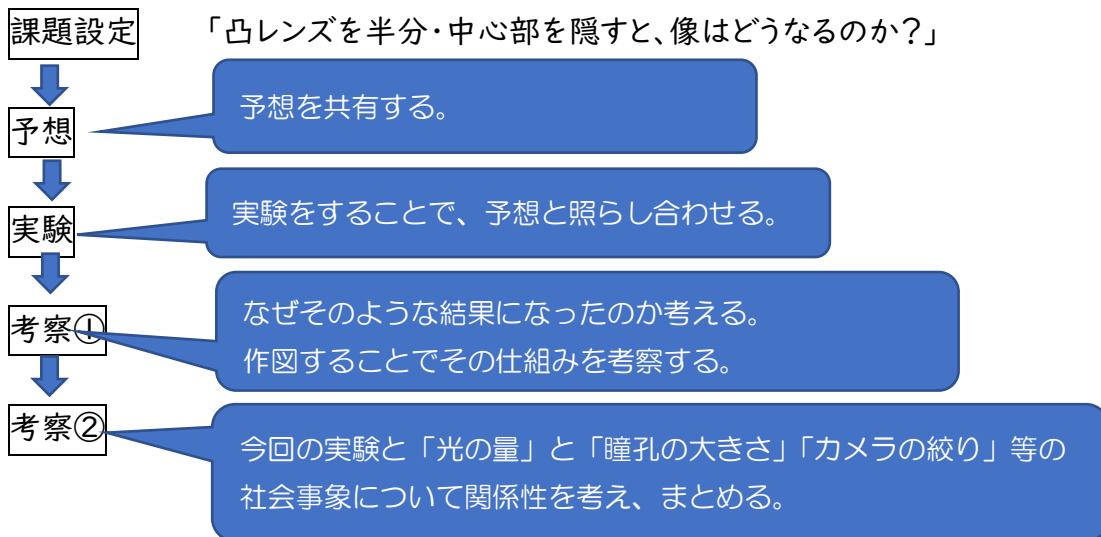 課題設定 「凸レンズを半分・中心部を隠すと、像はどうなるのか？」
予想を共有する。
予想
実験をすることで、予想と照らし合わせる。
実験
なぜそのような結果になったのか考える。
考察①
作図することでその仕組みを考察する。
考察②
今回の実験と「光の量」と「瞳孔の大きさ」「カメラの絞り」等の
社会事象について関係性を考え、まとめる。